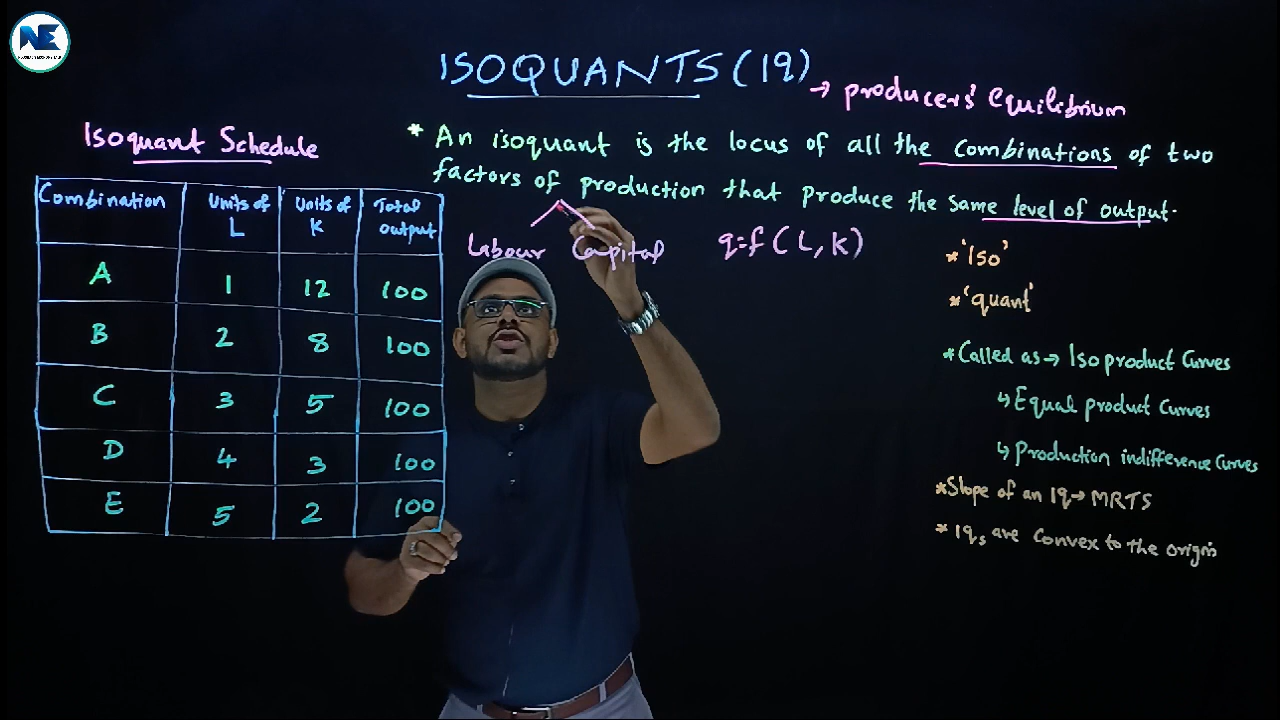 NE
ISOQUANTS (IQ)
→ producers' Equilibrium
Isoquant Schedule
Combination Units of L Units of K Total output
A 1 12 100
B 2 8 100
C 3 5 100
D 4 3 100
E 5 2 100
* An isoquant is the locus of all the combinations of two
factors of production that produce the same level of output.
Labour Capital q=f(L,K)
* 'Iso'
* 'quant'
* Called as → Iso product Curves
↳ Equal product Curves
↳ Production indifference Curves
* Slope of an IQ → MRTS
* IQs are Convex to the origin